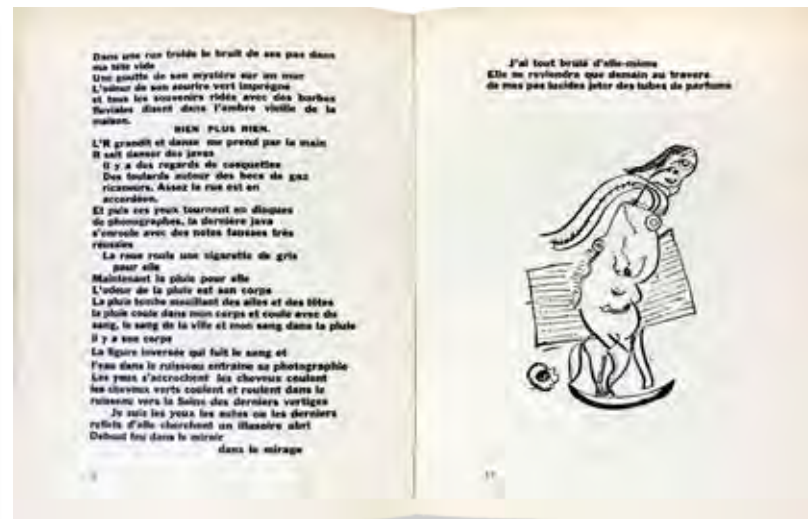 Dans une rue froide le bruit de ses pas dans
ma tête vide
Une goutte de son mystère sur un mur
L'odeur de son sourire vert imprègne
et tous les souvenirs ridés avec des barbes
fluviales disent dans l'ombre vieille de la
maison.
RIEN PLUS RIEN.
L'R grandit et danse me prend par la main
Il sait danser des javas
Il y a des regards de casquettes
Des foulards autour des becs de gaz
ricaneurs. Assez la rue est en
accordéon.
Et puis ces yeux tournent en disques
de phonographes, la dernière java
s'enroule avec des notes fausses très
réussies
La roue roule une cigarette de gris
pour elle
Maintenant la pluie pour elle
L'odeur de la pluie est son corps
La pluie tombe mouillant des ailes et des têtes
la pluie coule dans mon corps et coule avec du
sang, le sang de la ville et mon sang dans la pluie
il y a son corps
La figure inversée qui fuit le sang et
l'eau dans le ruisseau entraine sa photographie
Les yeux s'accrochent les cheveux coulent
les cheveux verts coulent et roulent dans le
ruisseau vers la Seine des derniers vertiges
Je suis les yeux les autos ou les derniers
reflets d'elle cherchent un illusoire abri
Debout feu dans le miroir
dans le mirage
J'ai tout brulé d'elle-même
Elle ne reviendra que demain au travers
de mes pas lucides jeter des tubes de parfums